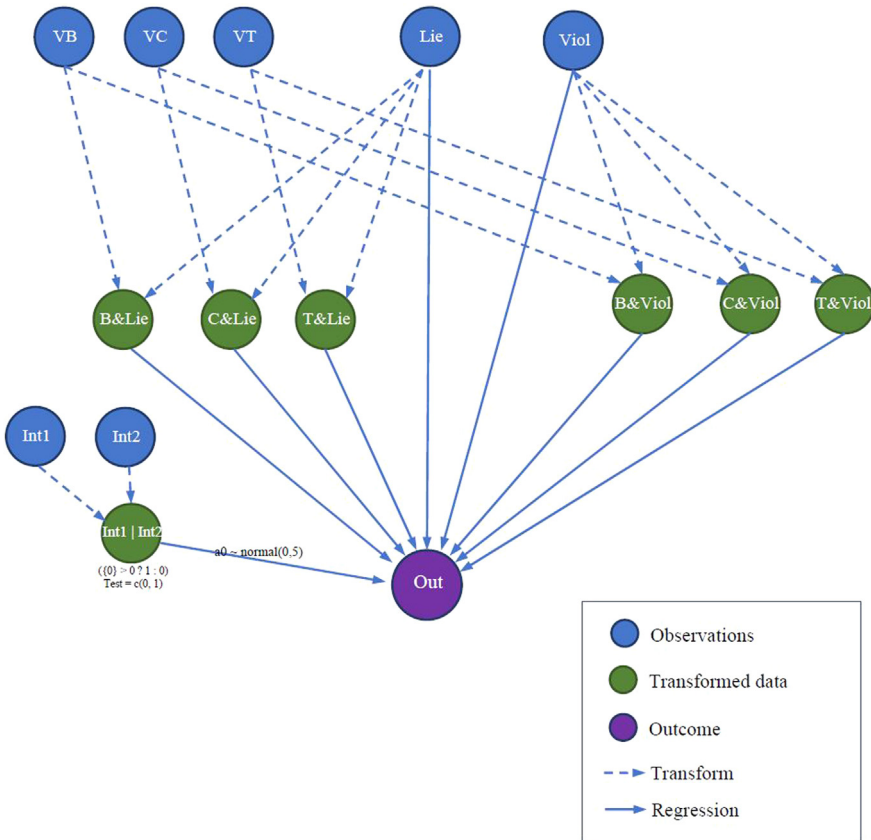 VB
VC
VT
Lie
Viol
B&Lie
C&Lie
T&Lie
B&Viol
C&Viol
T&Viol
Int1
Int2
Int1 | Int2
a0 ~ normal(0,5)
({0} > 0 ? 1 : 0)
Test = c(0, 1)
Out
Observations
Transformed data
Outcome
Transform
Regression